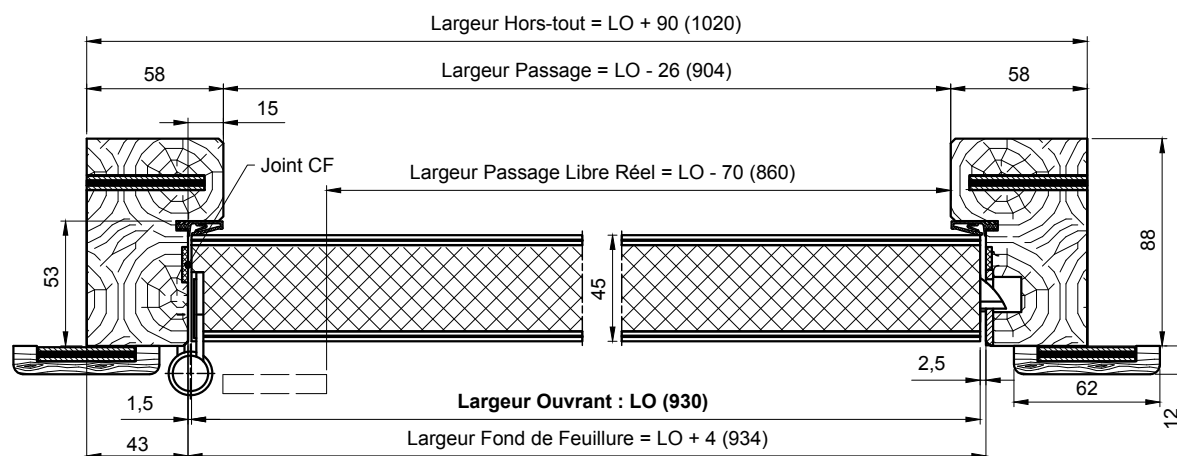 Largeur Hors-tout = LO + 90 (1020)
58
Largeur Passage = LO - 26 (904)
58
15
Joint CF
Largeur Passage Libre Réel = LO - 70 (860)
53
45
88
2,5
62
12
1,5
Largeur Ouvrant : LO (930)
43
Largeur Fond de Feuillure = LO + 4 (934)